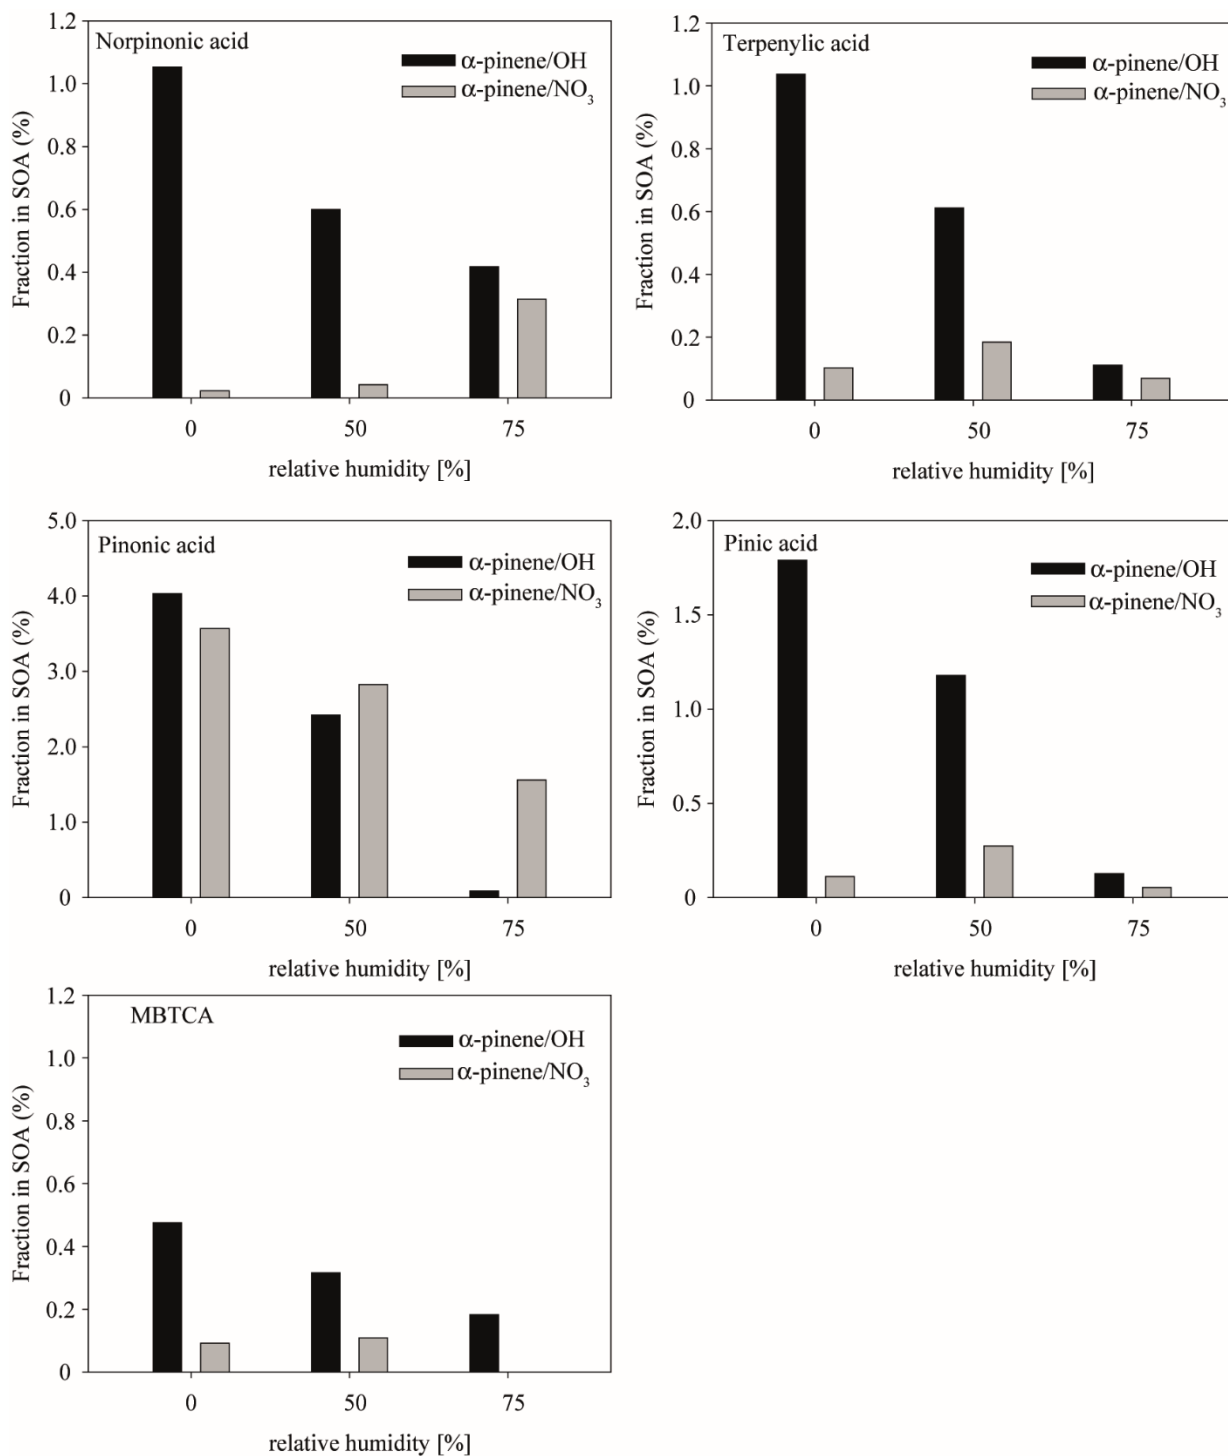 Norpinonic acid
α-pinene/OH
α-pinene/NO₃
Fraction in SOA (%)
1.2
1.0
0.8
0.6
0.4
0.2
0
0 50 75
relative humidity [%]
Terpenylic acid
α-pinene/OH
α-pinene/NO₃
Fraction in SOA (%)
1.2
1.0
0.8
0.6
0.4
0.2
0
0 50 75
relative humidity [%]
Pinonic acid
α-pinene/OH
α-pinene/NO₃
Fraction in SOA (%)
5.0
4.0
3.0
2.0
1.0
0
0 50 75
relative humidity [%]
Pinic acid
α-pinene/OH
α-pinene/NO₃
Fraction in SOA (%)
2.0
1.5
1.0
0.5
0
0 50 75
relative humidity [%]
MBTCA
α-pinene/OH
α-pinene/NO₃
Fraction in SOA (%)
1.2
1.0
0.8
0.6
0.4
0.2
0
0 50 75
relative humidity [%]